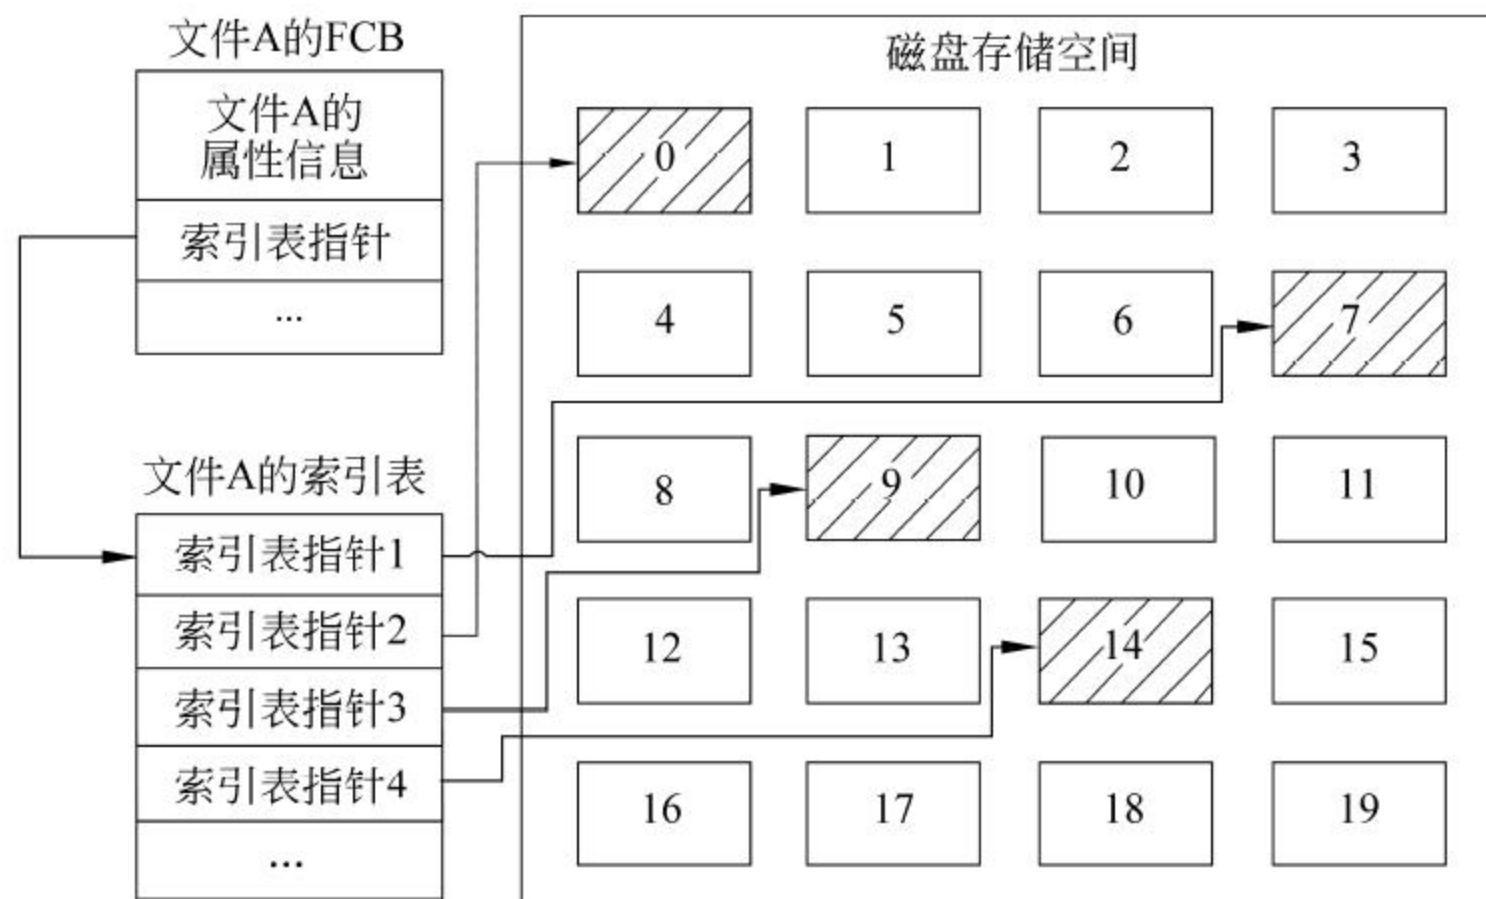 文件A的FCB
文件A的
属性信息
索引表指针
...
文件A的索引表
索引表指针1
索引表指针2
索引表指针3
索引表指针4
...
磁盘存储空间
0 1 2 3
4 5 6 7
8 9 10 11
12 13 14 15
16 17 18 19